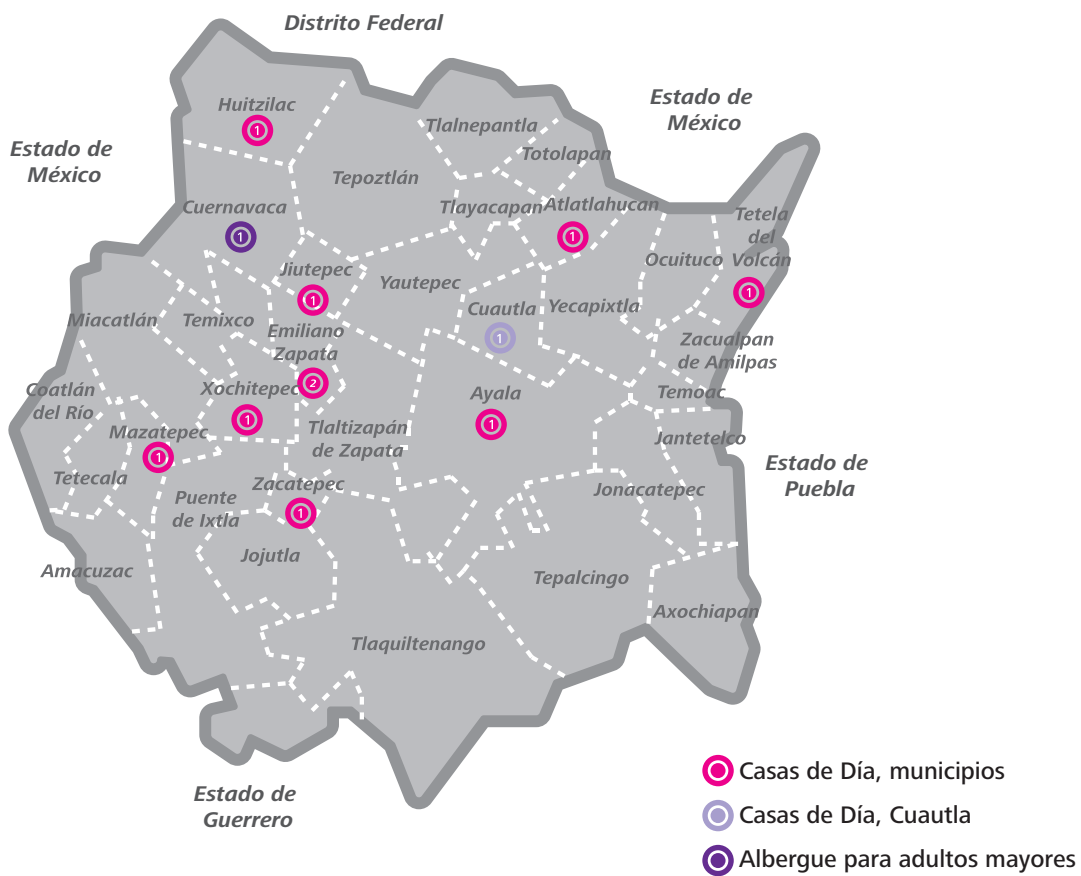 Distrito Federal
Estado de
México
Estado de
México
Huitzilac
1
Tlalnepantla
Totolapan
Tepoztlán
Cuernavaca
1
Tlayacapan
Atlatlahucan
1
Tetela
del
Volcán
1
Ocuituco
Jiutepec
1
Yautepec
Cuautla
1
Yecapixtla
Miacatlán
Temixco
Emiliano
Zapata
2
Zacualpan
de Amilpas
Coatlán
del Río
Xochitepec
1
Ayala
1
Temoac
Mazatepec
1
Tlaltizapán
de Zapata
Jantetelco
Estado de
Puebla
Tetecala
Puente
de Ixtla
Zacatepec
1
Jonacatepec
Jojutla
Amacuzac
Tepalcingo
Axochiapan
Tlaquiltenango
Estado de
Guerrero
Casas de Día, municipios
Casas de Día, Cuautla
Albergue para adultos mayores